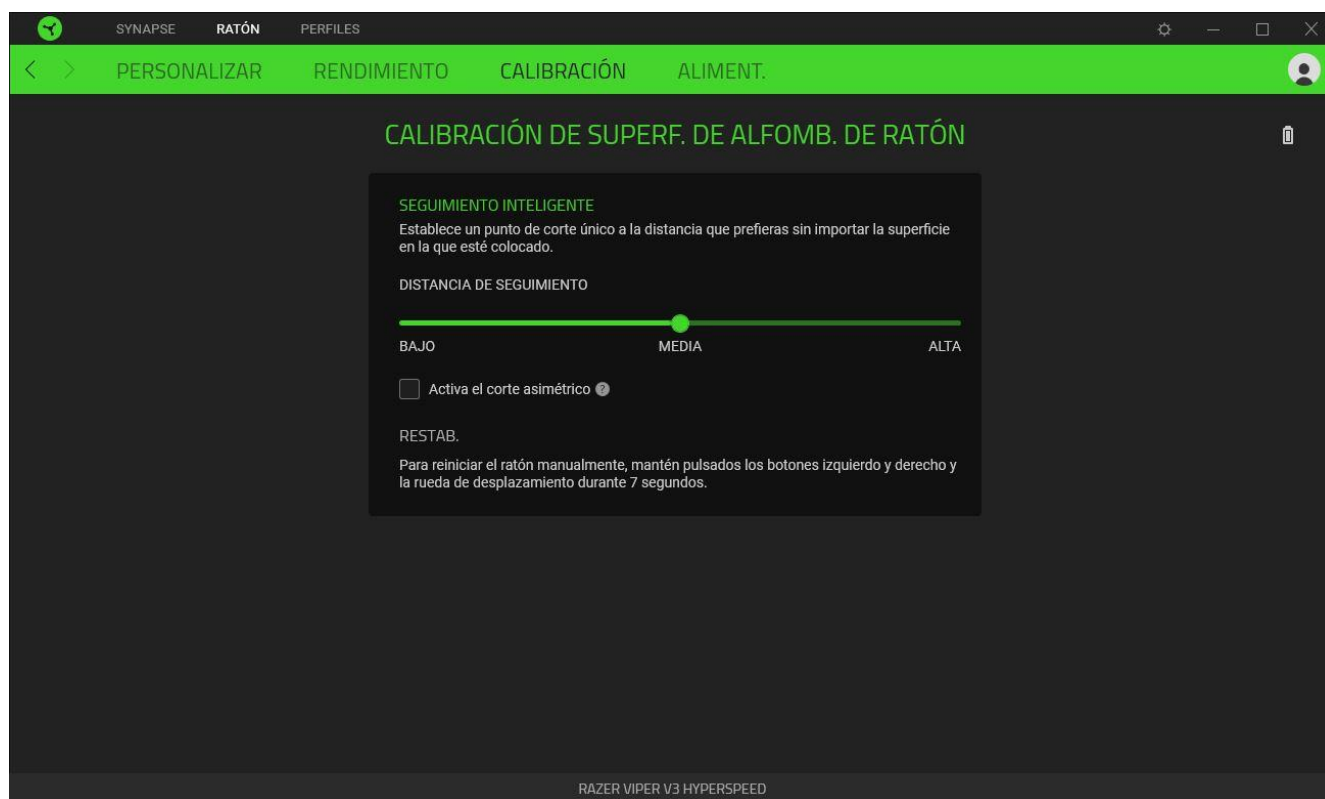 SYNAPSE RATÓN PERFILES
PERSONALIZAR RENDIMIENTO CALIBRACIÓN ALIMENT.
CALIBRACIÓN DE SUPERF. DE ALFOMB. DE RATÓN
SEGUIMIENTO INTELIGENTE
Establece un punto de corte único a la distancia que prefieras sin importar la superficie
en la que esté colocado.
DISTANCIA DE SEGUIMIENTO
BAJO MEDIA ALTA
Activa el corte asimétrico ?
RESTAB.
Para reiniciar el ratón manualmente, mantén pulsados los botones izquierdo y derecho y
la rueda de desplazamiento durante 7 segundos.
RAZER VIPER V3 HYPERSPEED